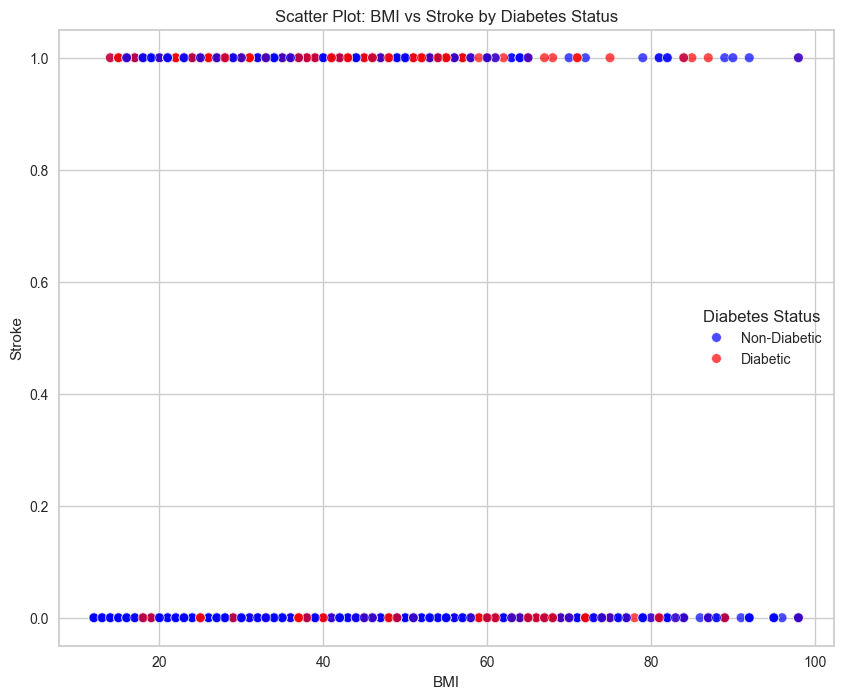 Scatter Plot: BMI vs Stroke by Diabetes Status
1.0
0.8
0.6
0.4
0.2
0.0
Stroke
Diabetes Status
Non-Diabetic
Diabetic
20 40 60 80 100
BMI